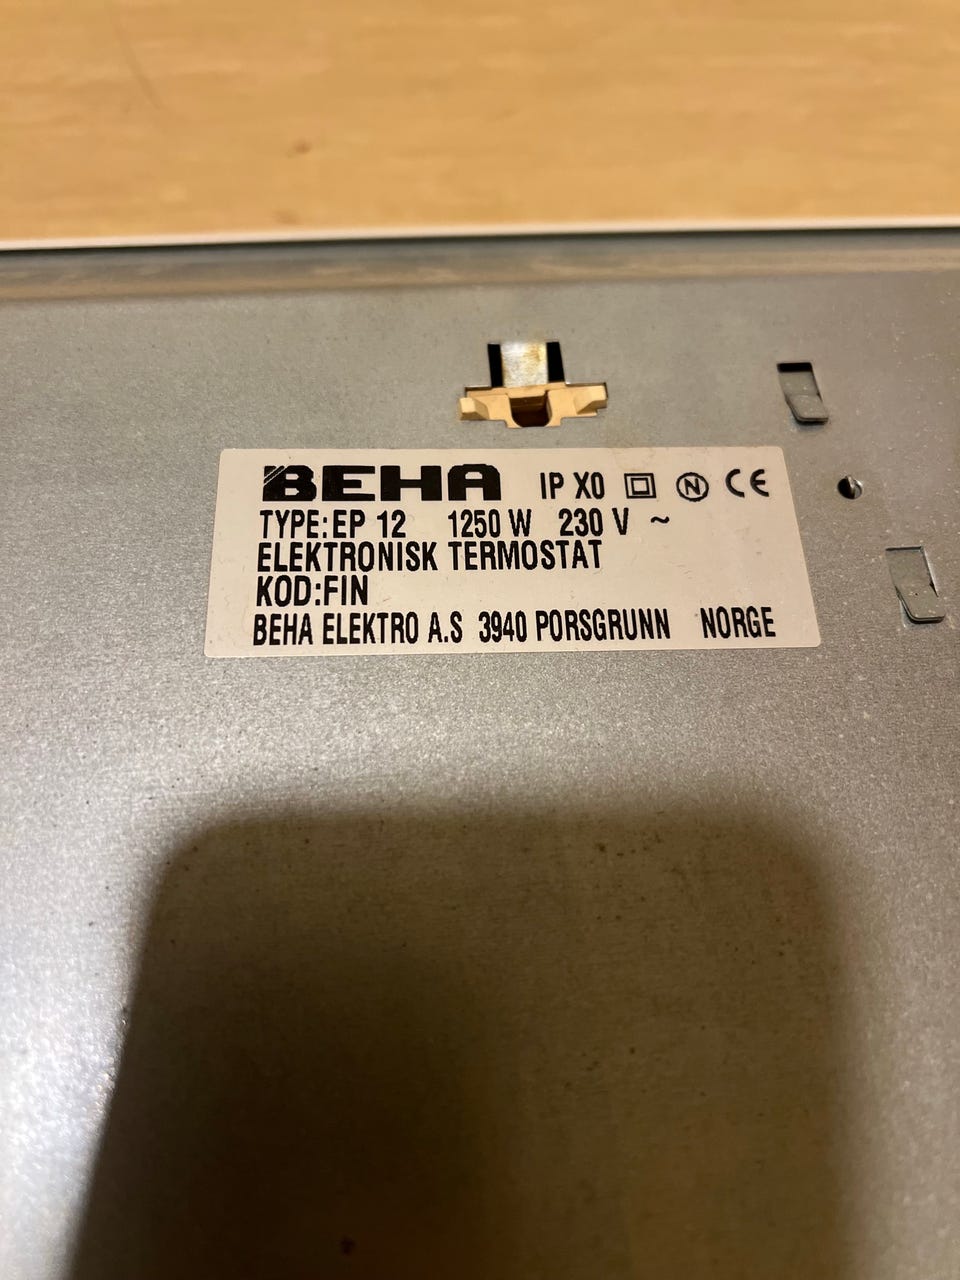 BEHA IP X0 N CE
TYPE:EP 12 1250 W 230 V ~
ELEKTRONISK TERMOSTAT
KOD:FIN
BEHA ELEKTRO A.S 3940 PORSGRUNN NORGE